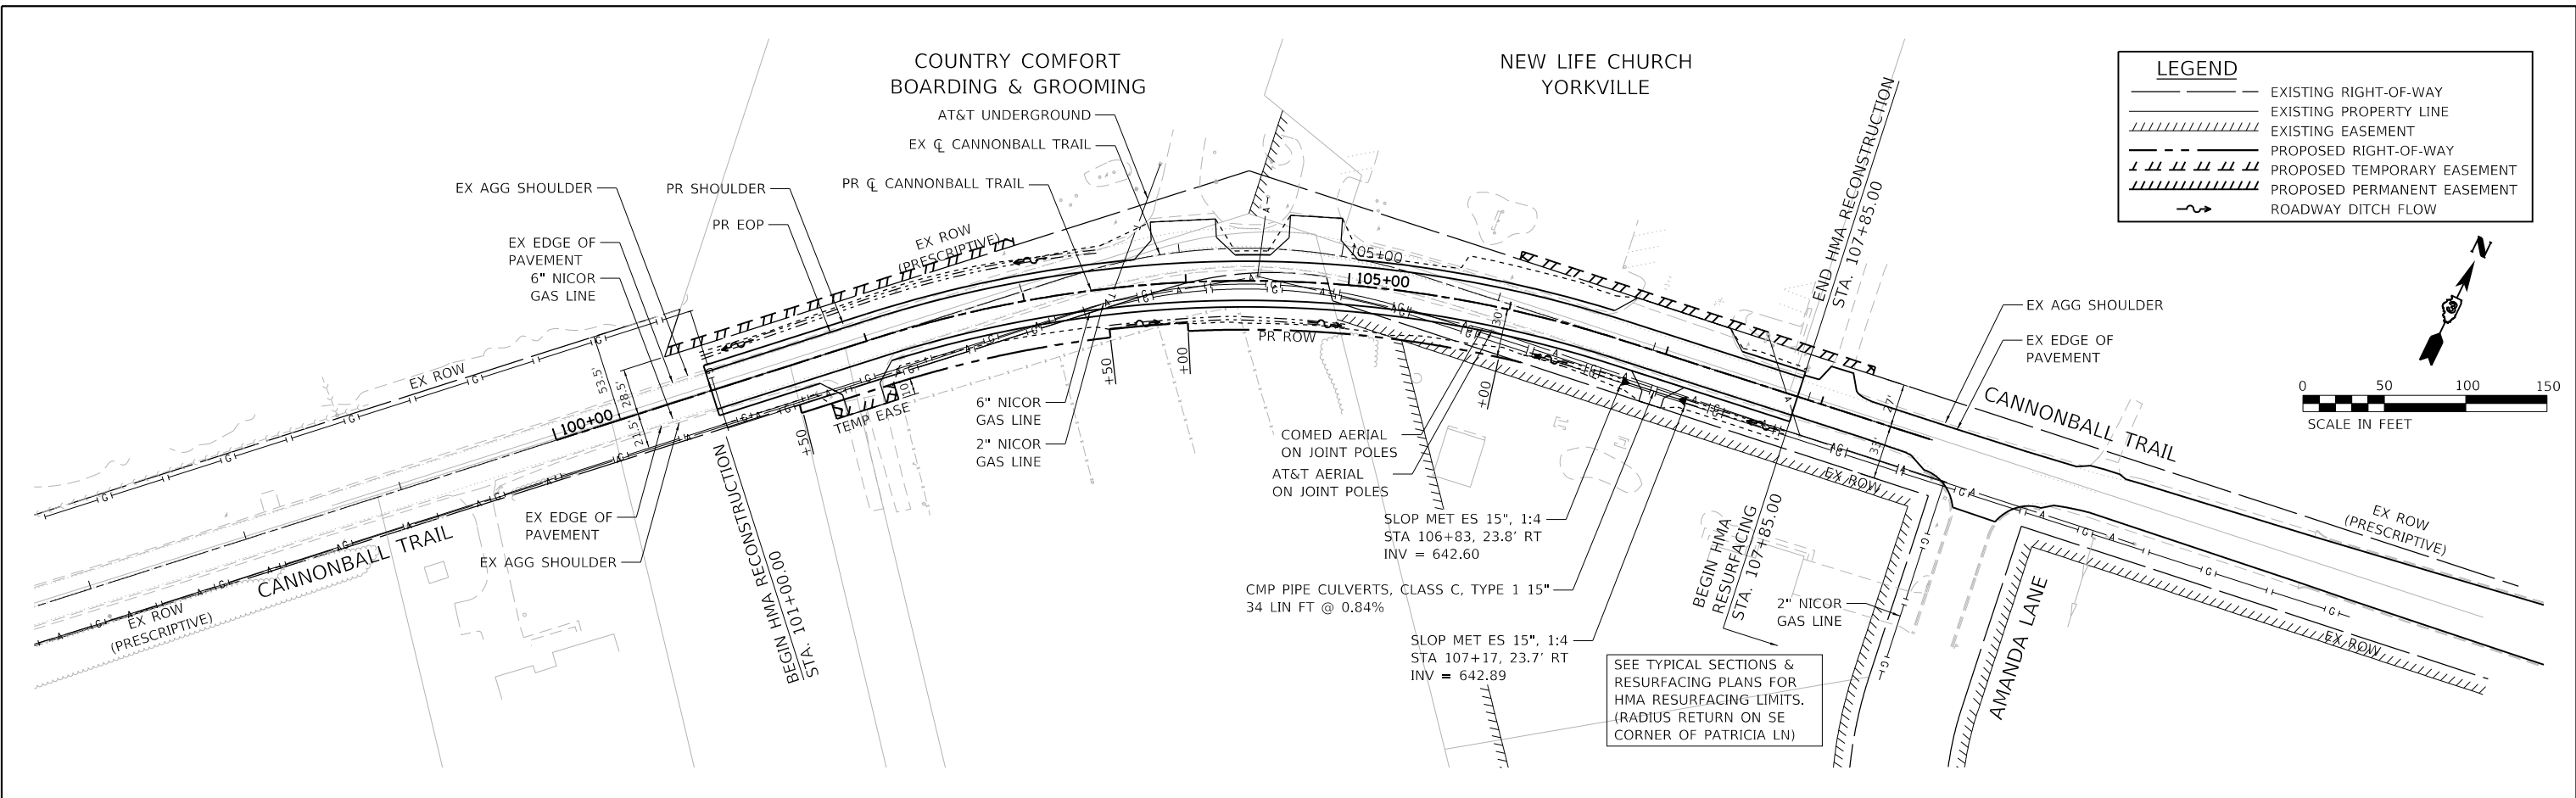 COUNTRY COMFORT
BOARDING & GROOMING
NEW LIFE CHURCH
YORKVILLE
LEGEND
EXISTING RIGHT-OF-WAY
EXISTING PROPERTY LINE
EXISTING EASEMENT
PROPOSED RIGHT-OF-WAY
PROPOSED TEMPORARY EASEMENT
PROPOSED PERMANENT EASEMENT
ROADWAY DITCH FLOW
N
0 50 100 150
SCALE IN FEET
AT&T UNDERGROUND
EX ℄ CANNONBALL TRAIL
PR ℄ CANNONBALL TRAIL
EX AGG SHOULDER
PR SHOULDER
PR EOP
EX EDGE OF
PAVEMENT
6" NICOR
GAS LINE
EX ROW
(PRESCRIPTIVE)
EX ROW
53.5'
28.5'
21.5'
100+00
105+00
105+00
END HMA RECONSTRUCTION
STA. 107+85.00
EX AGG SHOULDER
EX EDGE OF
PAVEMENT
CANNONBALL TRAIL
27'
33'
30'
10'
PR ROW
TEMP EASE
+50
+50
+00
+00
6" NICOR
GAS LINE
2" NICOR
GAS LINE
COMED AERIAL
ON JOINT POLES
AT&T AERIAL
ON JOINT POLES
EX EDGE OF
PAVEMENT
EX AGG SHOULDER
CANNONBALL TRAIL
EX ROW
(PRESCRIPTIVE)
BEGIN HMA RECONSTRUCTION
STA. 101+00.00
SLOP MET ES 15", 1:4
STA 106+83, 23.8' RT
INV = 642.60
CMP PIPE CULVERTS, CLASS C, TYPE 1 15"
34 LIN FT @ 0.84%
SLOP MET ES 15", 1:4
STA 107+17, 23.7' RT
INV = 642.89
BEGIN HMA
RESURFACING
STA. 107+85.00
SEE TYPICAL SECTIONS &
RESURFACING PLANS FOR
HMA RESURFACING LIMITS.
(RADIUS RETURN ON SE
CORNER OF PATRICIA LN)
2" NICOR
GAS LINE
EX ROW
AMANDA LANE
EX ROW
(PRESCRIPTIVE)
EX ROW